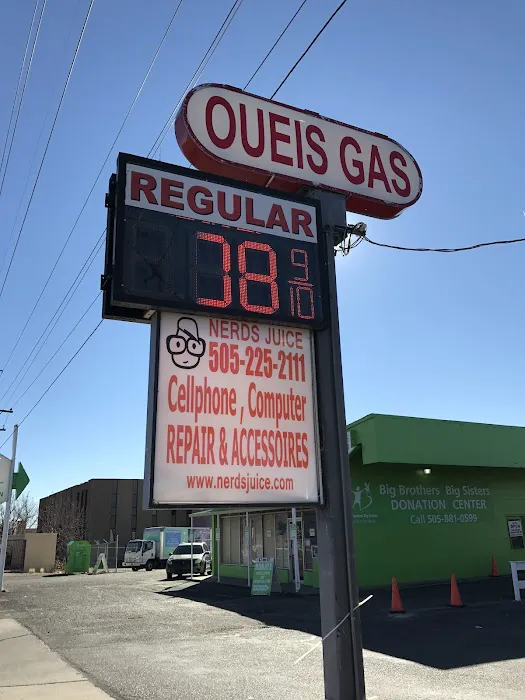 OUEIS GAS
REGULAR
38 9/10
NERDS JUICE
505-225-2111
Cellphone, Computer
REPAIR & ACCESSOIRES
www.nerdsjuice.com
Big Brothers Big Sisters
DONATION CENTER
Call 505-881-0599